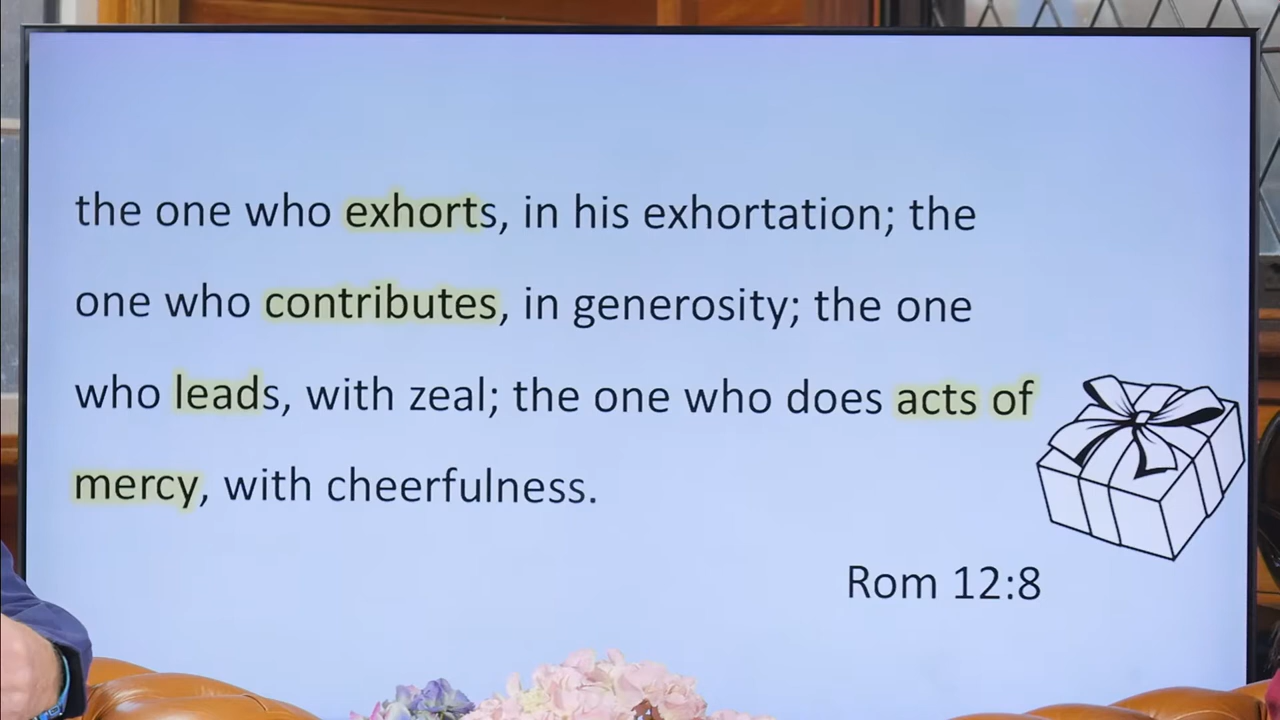 the one who exhorts, in his exhortation; the
one who contributes, in generosity; the one
who leads, with zeal; the one who does acts of
mercy, with cheerfulness.
Rom 12:8